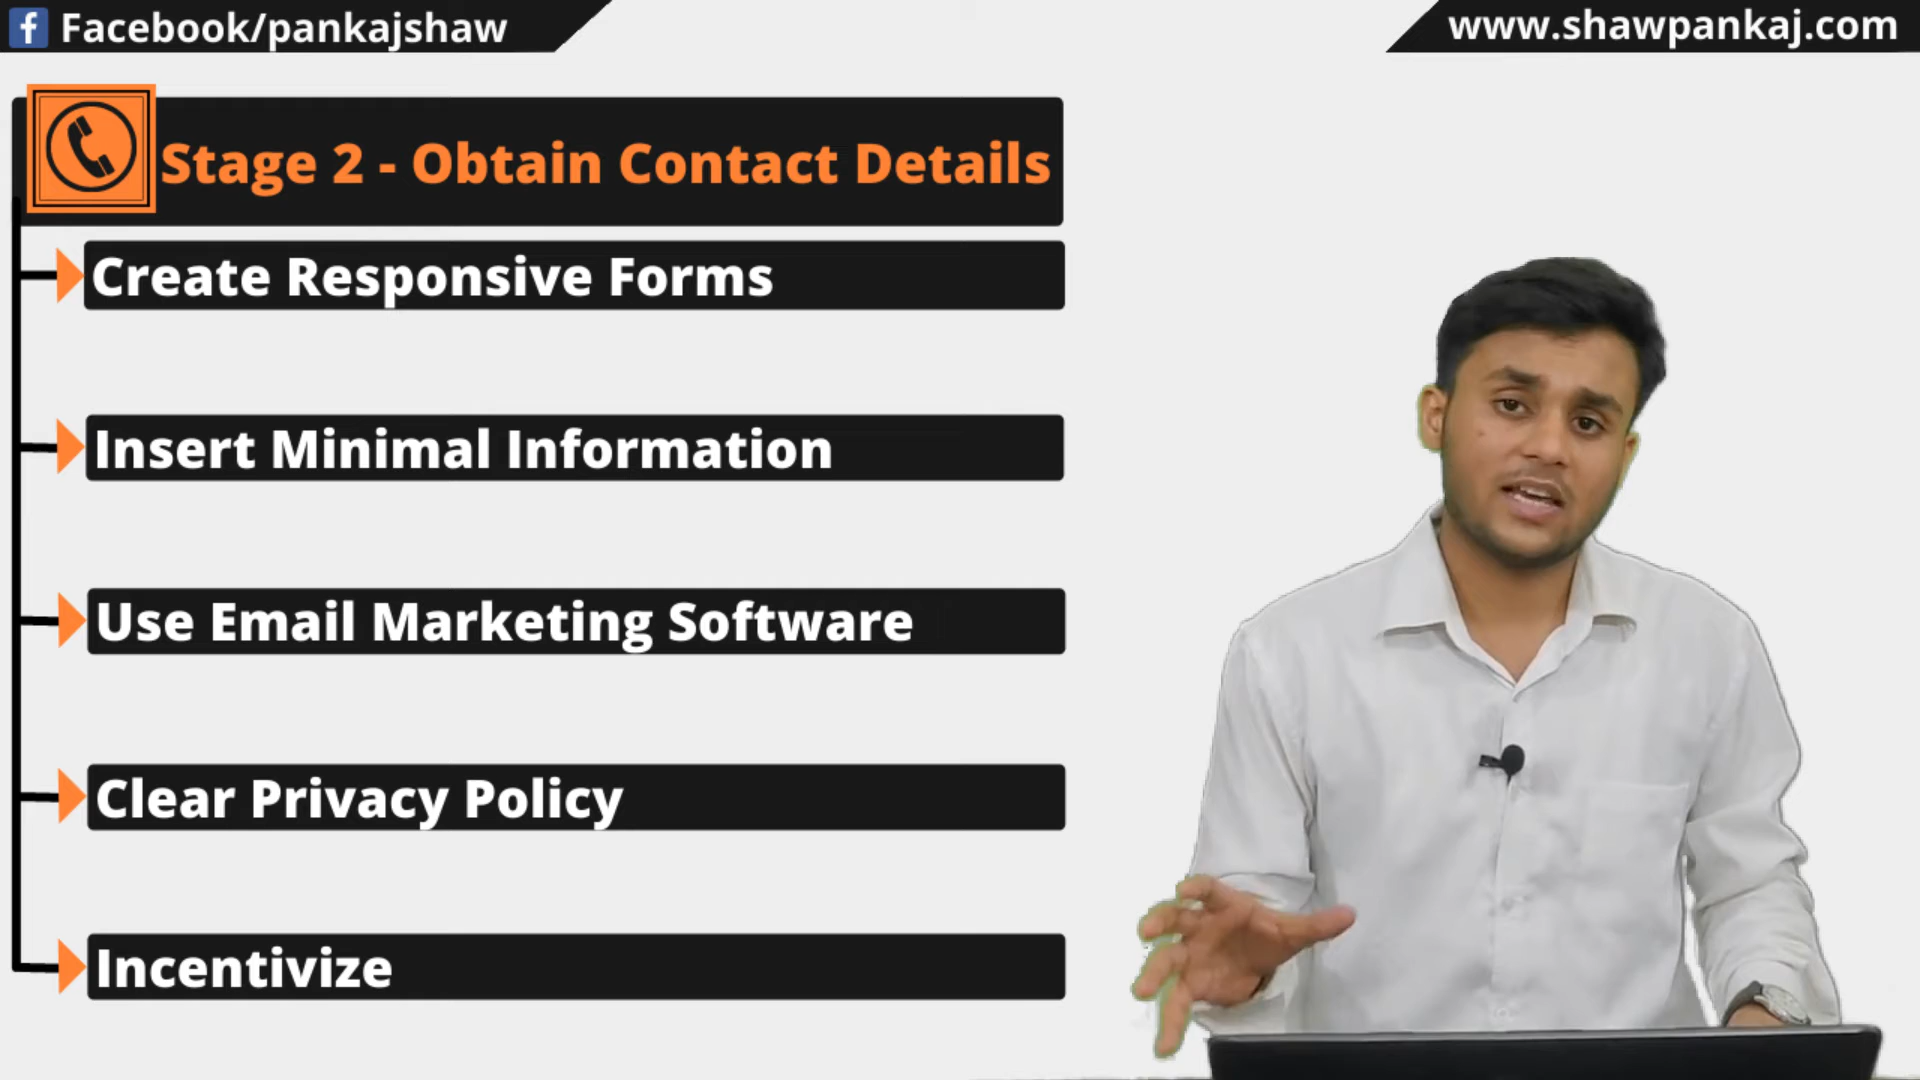 Facebook/pankajshaw
www.shawpankaj.com
Stage 2 - Obtain Contact Details
Create Responsive Forms
Insert Minimal Information
Use Email Marketing Software
Clear Privacy Policy
Incentivize